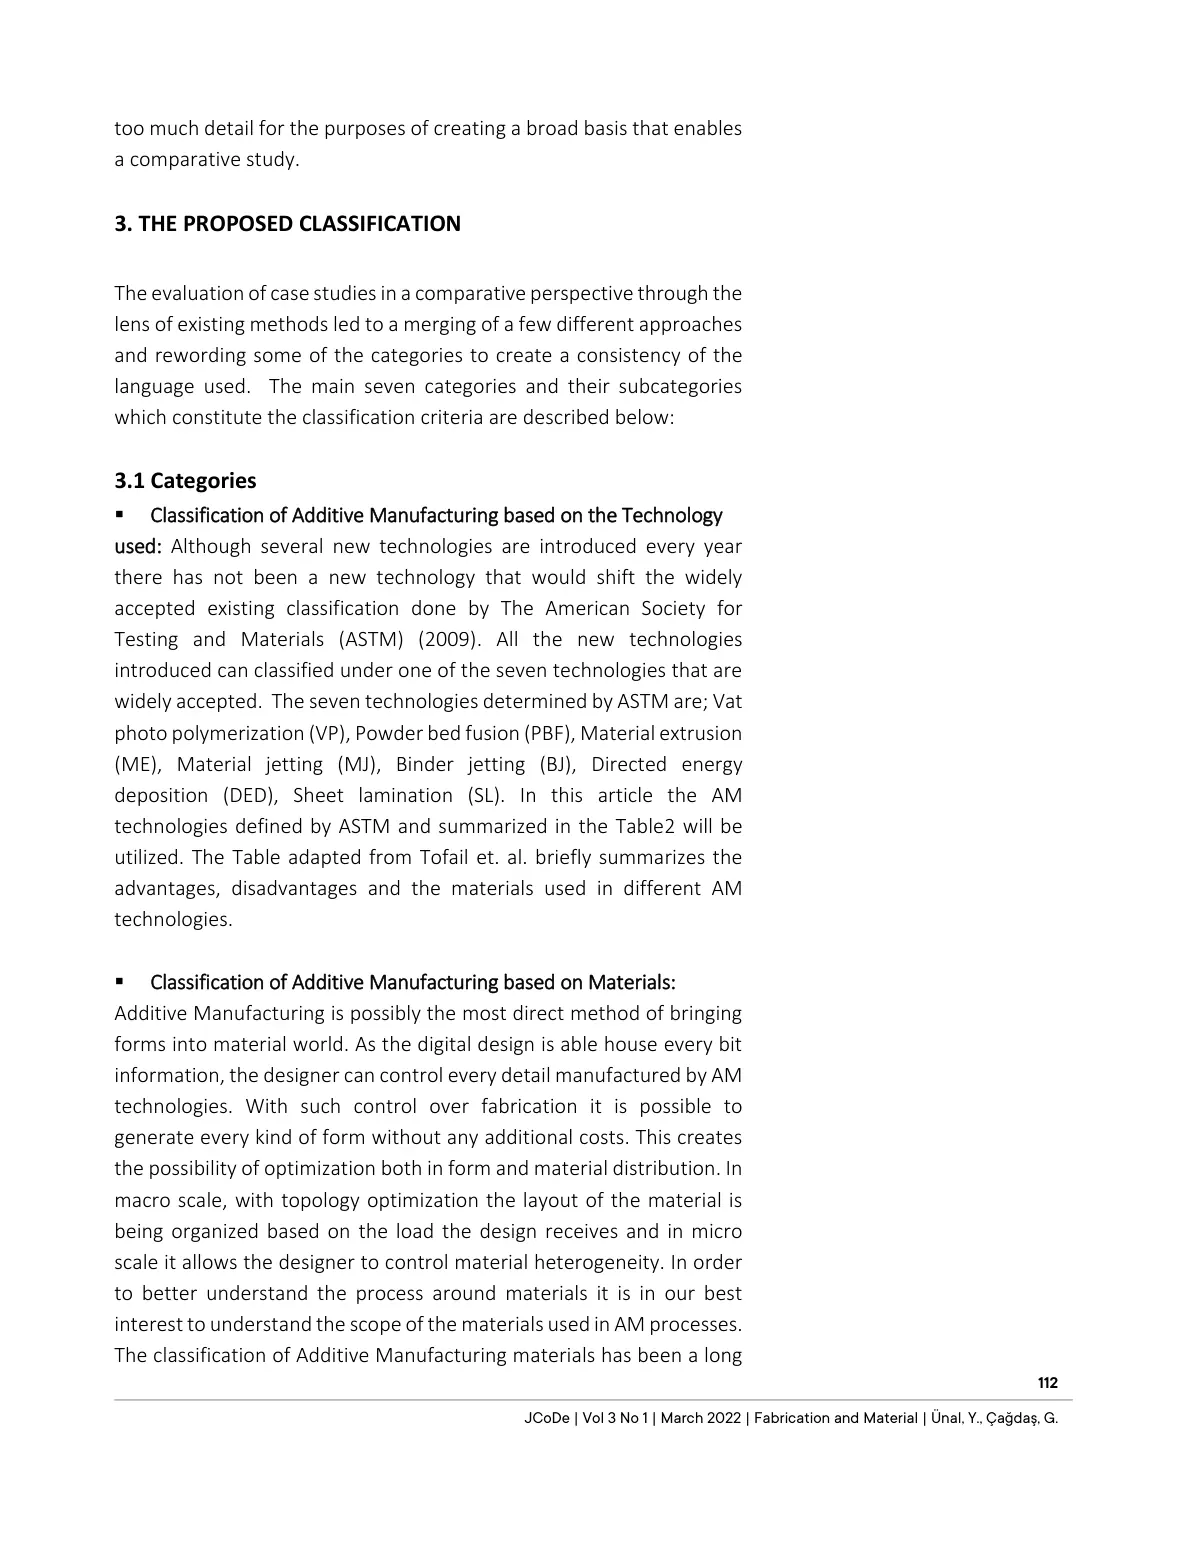 too much detail for the purposes of creating a broad basis that enables
a comparative study.
3. THE PROPOSED CLASSIFICATION
The evaluation of case studies in a comparative perspective through the
lens of existing methods led to a merging of a few different approaches
and rewording some of the categories to create a consistency of the
language used.  The main seven categories and their subcategories
which constitute the classification criteria are described below:
3.1 Categories
▪ Classification of Additive Manufacturing based on the Technology
used: Although several new technologies are introduced every year
there has not been a new technology that would shift the widely
accepted existing classification done by The American Society for
Testing and Materials (ASTM) (2009). All the new technologies
introduced can classified under one of the seven technologies that are
widely accepted.  The seven technologies determined by ASTM are; Vat
photo polymerization (VP), Powder bed fusion (PBF), Material extrusion
(ME), Material jetting (MJ), Binder jetting (BJ), Directed energy
deposition (DED), Sheet lamination (SL). In this article the AM
technologies defined by ASTM and summarized in the Table2 will be
utilized. The Table adapted from Tofail et. al. briefly summarizes the
advantages, disadvantages and the materials used in different AM
technologies.
▪ Classification of Additive Manufacturing based on Materials:
Additive Manufacturing is possibly the most direct method of bringing
forms into material world. As the digital design is able house every bit
information, the designer can control every detail manufactured by AM
technologies. With such control over fabrication it is possible to
generate every kind of form without any additional costs. This creates
the possibility of optimization both in form and material distribution. In
macro scale, with topology optimization the layout of the material is
being organized based on the load the design receives and in micro
scale it allows the designer to control material heterogeneity. In order
to better understand the process around materials it is in our best
interest to understand the scope of the materials used in AM processes.
The classification of Additive Manufacturing materials has been a long
112
JCoDe | Vol 3 No 1 | March 2022 | Fabrication and Material | Ünal, Y., Çağdaş, G.